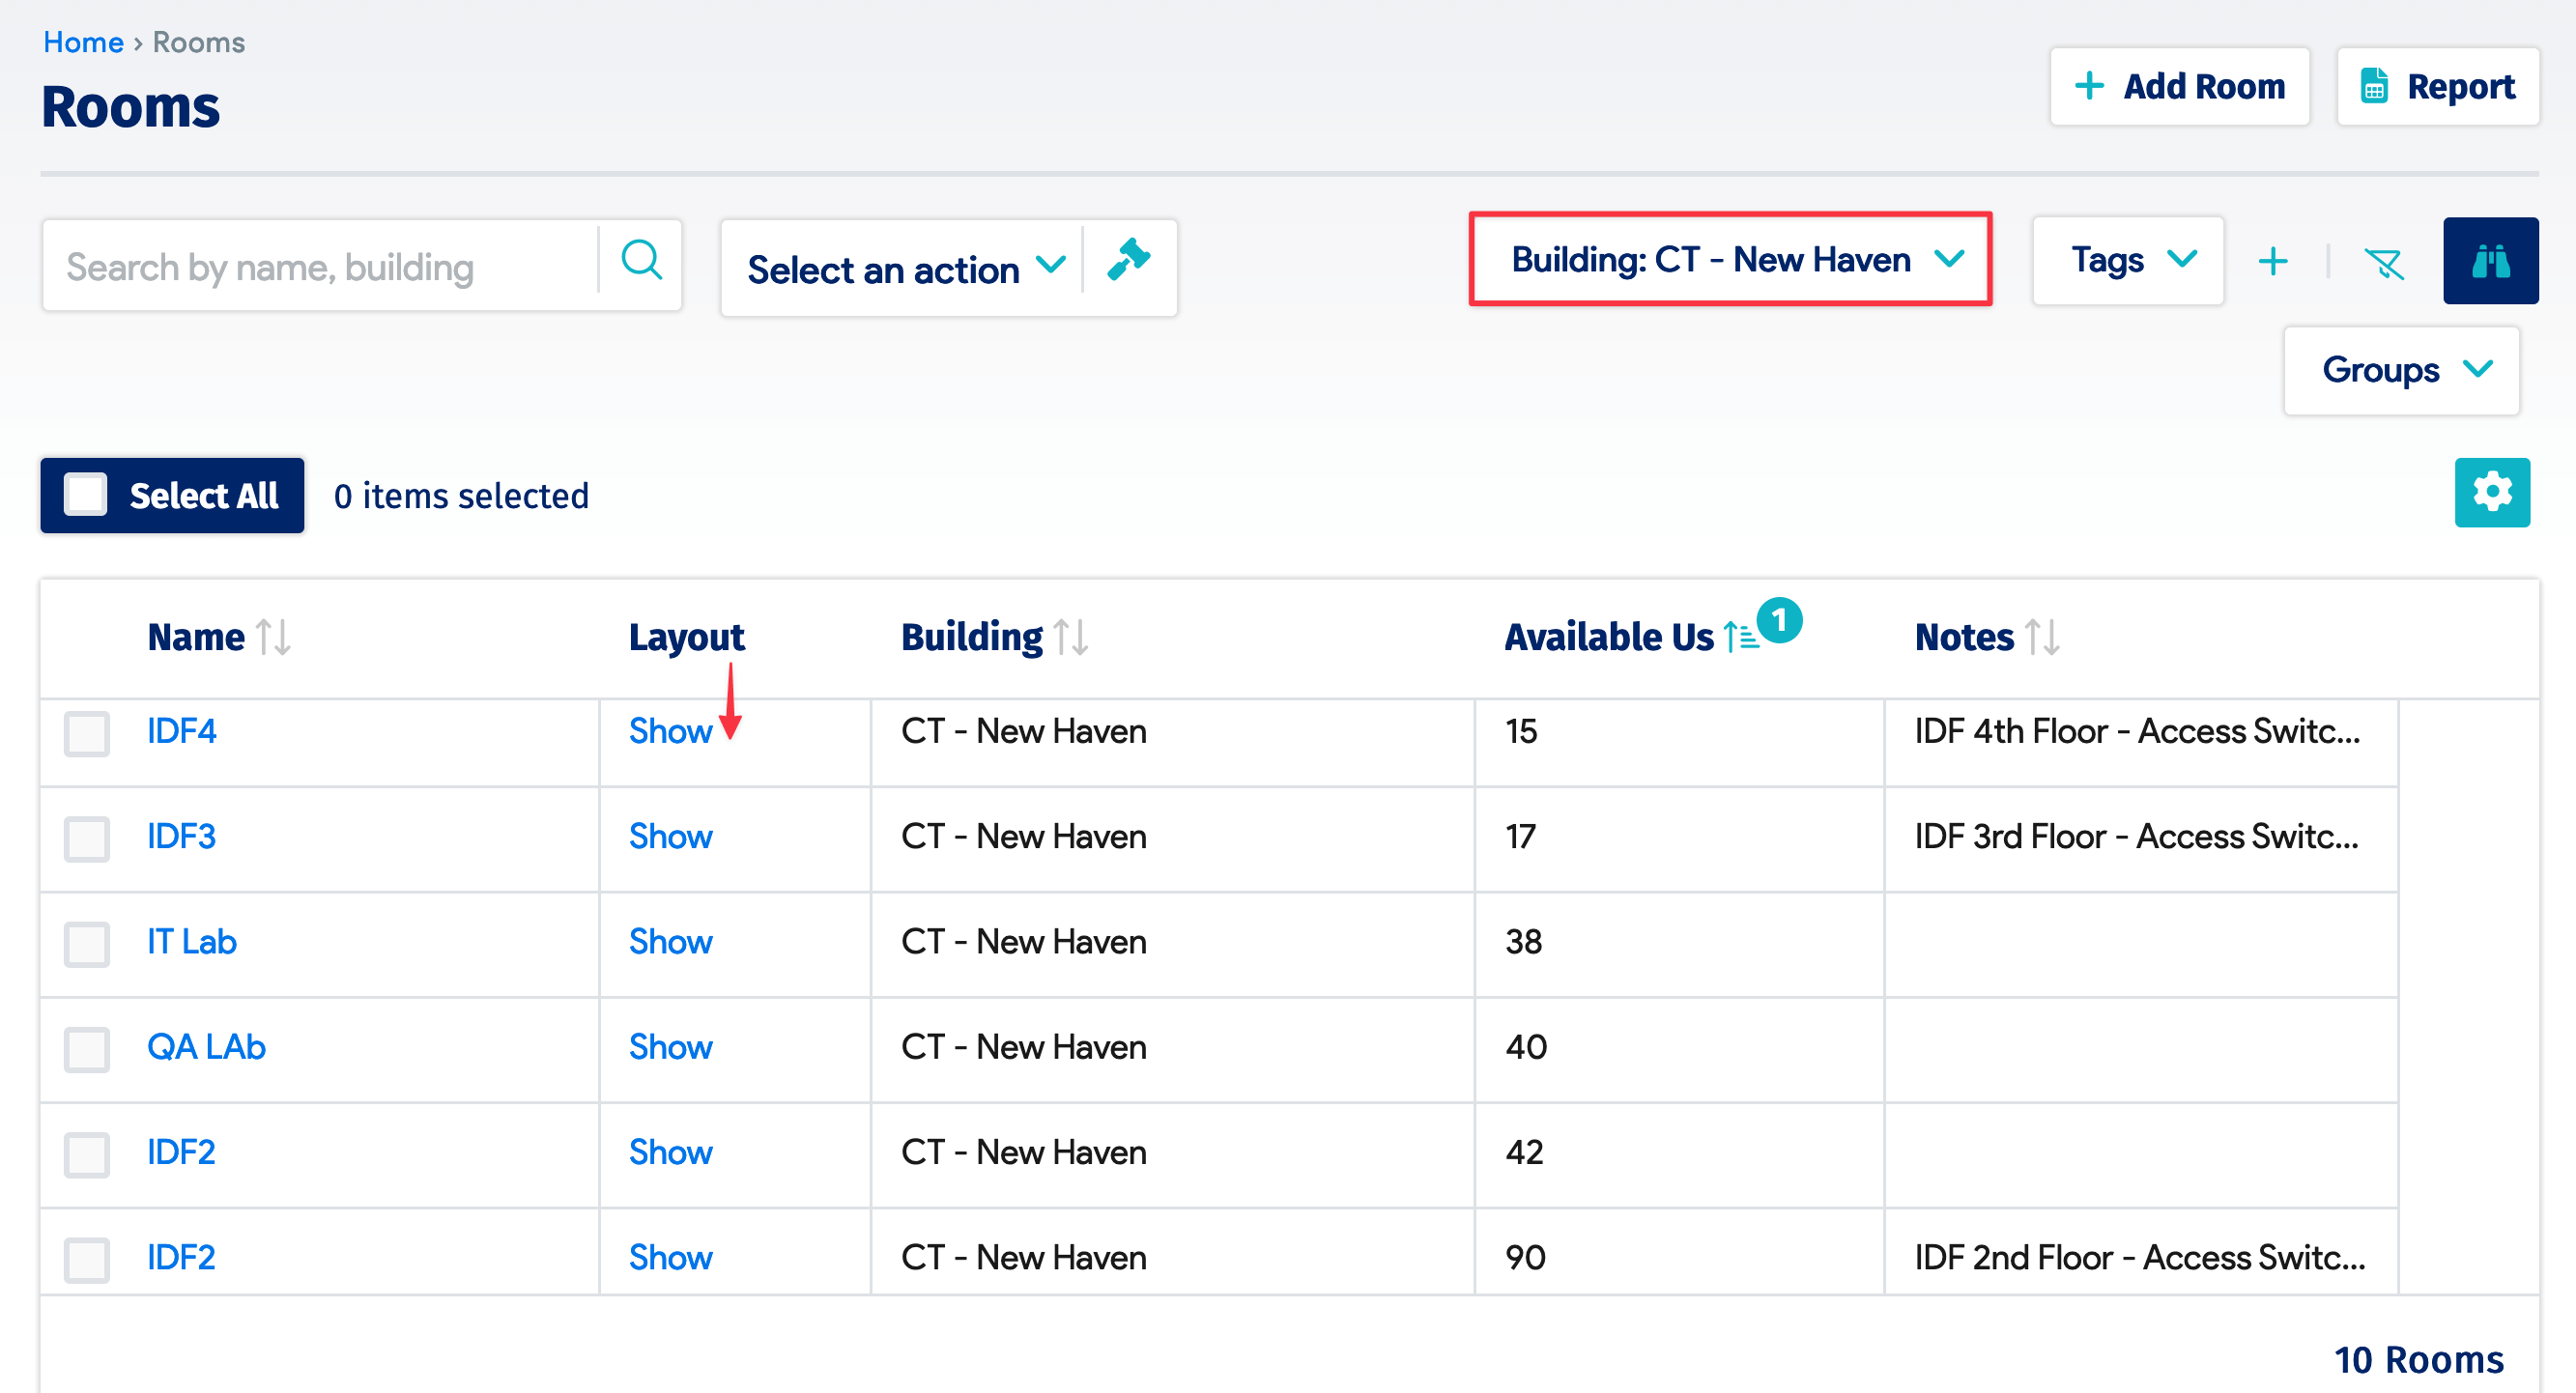 Home › Rooms
Rooms
Add Room
Report
Search by name, building
Select an action
Building: CT - New Haven
Tags
Groups
Select All
0 items selected
Name Layout Building Available Us 1 Notes
IDF4 Show CT - New Haven 15 IDF 4th Floor - Access Switc...
IDF3 Show CT - New Haven 17 IDF 3rd Floor - Access Switc...
IT Lab Show CT - New Haven 38
QA LAb Show CT - New Haven 40
IDF2 Show CT - New Haven 42
IDF2 Show CT - New Haven 90 IDF 2nd Floor - Access Switc...
10 Rooms